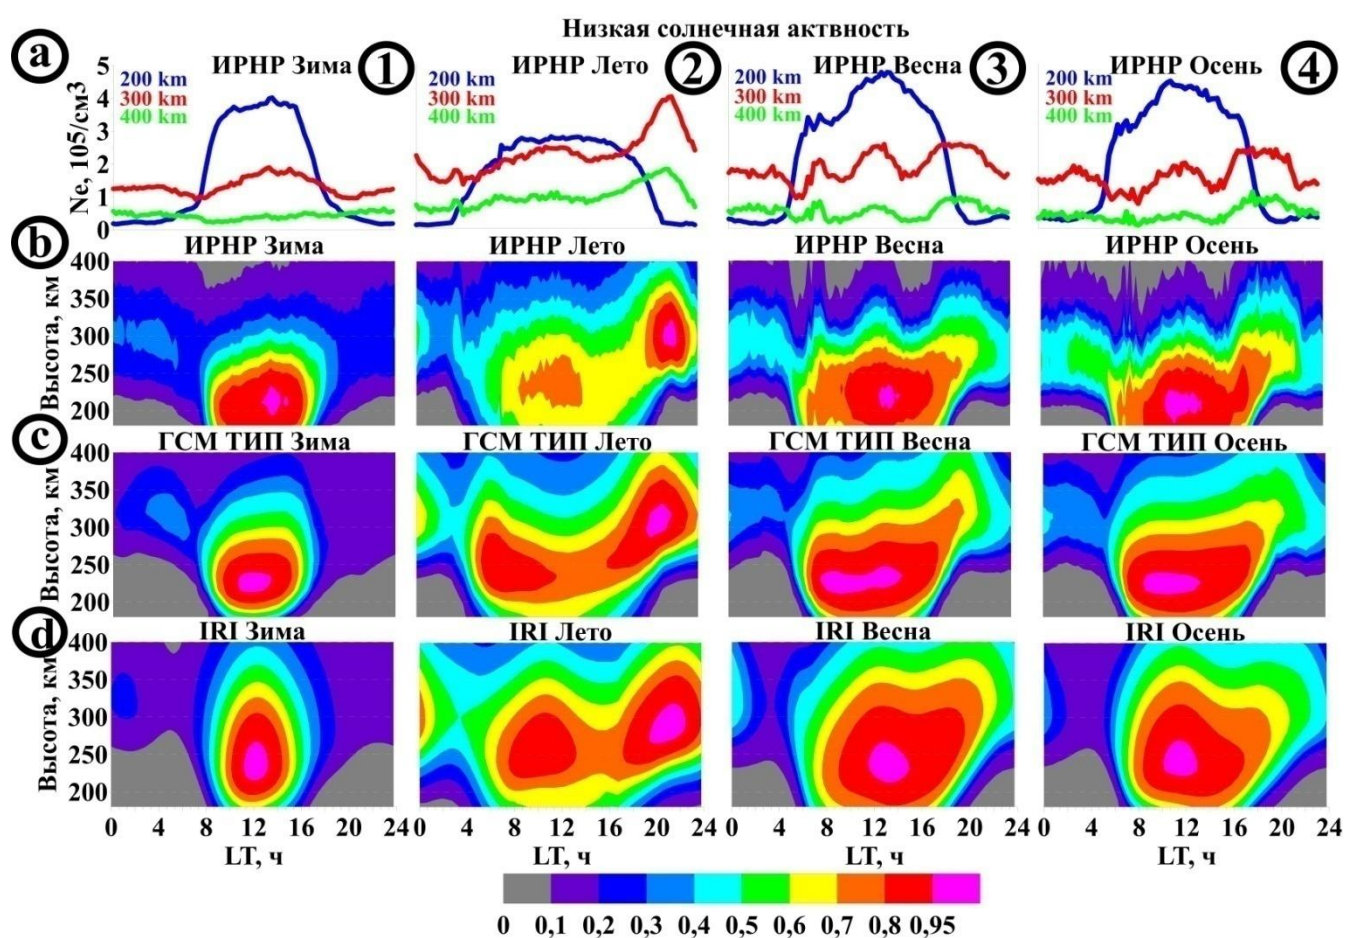 Низкая солнечная актвность
a
ИРНР Зима 1 ИРНР Лето 2 ИРНР Весна 3 ИРНР Осень 4
Ne, 105/см3
5
4
3
2
1
0
200 km
300 km
400 km
200 km
300 km
400 km
200 km
300 km
400 km
200 km
300 km
400 km
b
ИРНР Зима ИРНР Лето ИРНР Весна ИРНР Осень
Высота, км
400
350
300
250
200
c
ГСМ ТИП Зима ГСМ ТИП Лето ГСМ ТИП Весна ГСМ ТИП Осень
Высота, км
400
350
300
250
200
d
IRI Зима IRI Лето IRI Весна IRI Осень
Высота, км
400
350
300
250
200
0 4 8 12 16 20 24 0 4 8 12 16 20 24 0 4 8 12 16 20 24 0 4 8 12 16 20 24
LT, ч LT, ч LT, ч LT, ч
0 0,1 0,2 0,3 0,4 0,5 0,6 0,7 0,8 0,95